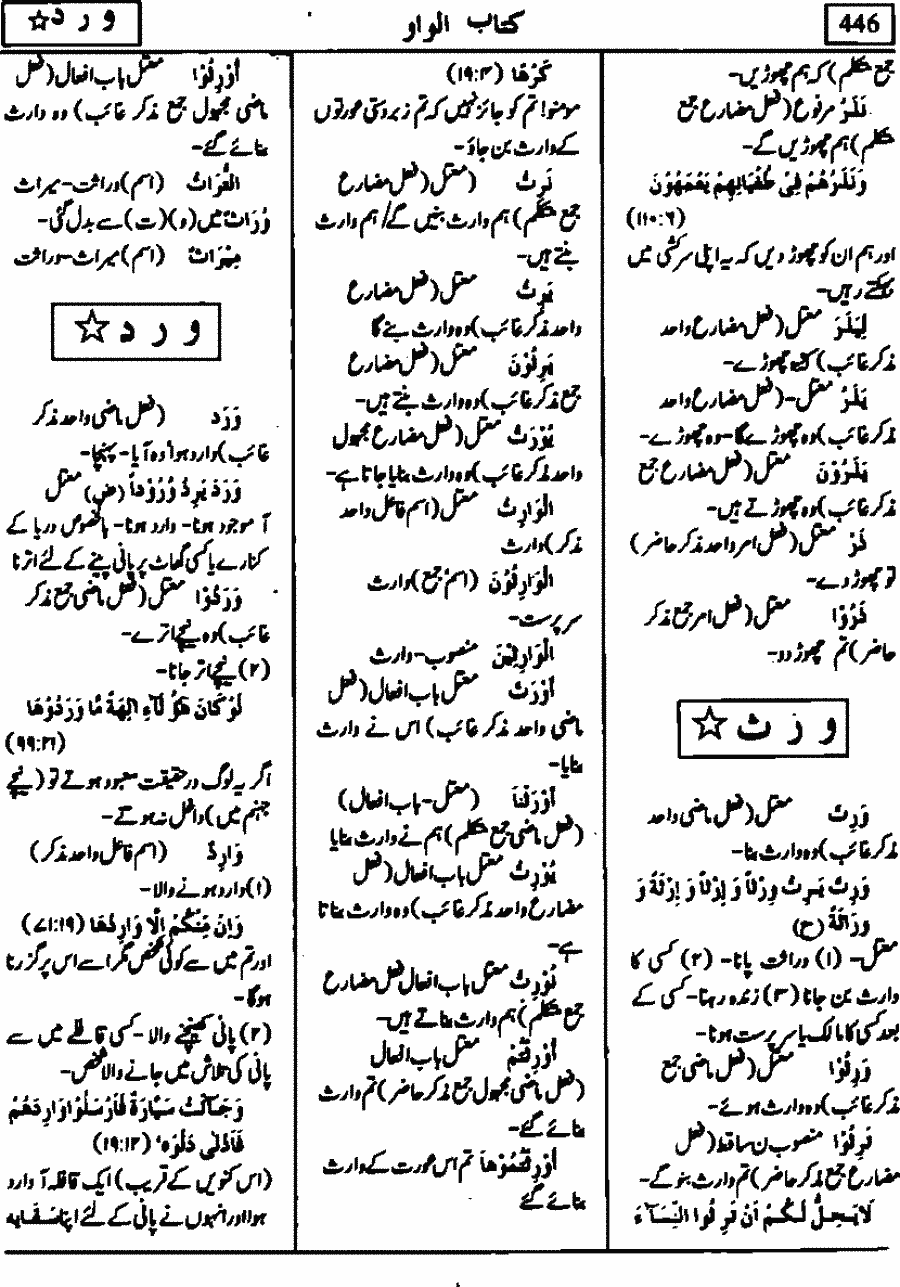 446
کتاب الواو
و ر د ☆
جمع متکلم) کہ ہم چھوڑیں۔
نَذَرُ مرفوع (فعل مضارع جمع
متکلم) ہم چھوڑیں گے۔
وَنَذَرُهُمْ فِیْ طُغْیَانِهِمْ یَعْمَهُوْنَ
(۱۱۰:۶)
اور ہم ان کو چھوڑ دیں کہ یہ اپنی سرکشی میں
بھٹکتے رہیں۔
لِیَذَرَ معتل (فعل مضارع واحد
مذکر غائب) کہ چھوڑے۔
یَذَرُ معتل۔ (فعل مضارع واحد
مذکر غائب) وہ چھوڑے گا۔ وہ چھوڑے۔
یَذَرُوْنَ معتل (فعل مضارع جمع
مذکر غائب) وہ چھوڑتے ہیں۔
ذَرْ معتل (فعل امر واحد مذکر حاضر)
تو چھوڑ دے۔
ذَرُوْا معتل (فعل امر جمع مذکر
حاضر) تم چھوڑ دو۔
و ر ث ☆
وَرِثَ معتل (فعل ماضی واحد
مذکر غائب) وہ وارث بنا۔
وَرِثَ یَرِثُ وِرْثاً وَ اِرْثاً وَ اِرْثَةً وَ
وِرَاثَةً (ح)
معتل۔ (۱) وراثت پانا۔ (۲) کسی کا
وارث بن جانا (۳) زندہ رہنا۔ کسی کے
بعد کسی کا مالک یا سرپرست ہونا۔
وَرِثُوْا معتل (فعل ماضی جمع
مذکر غائب) وہ وارث ہوئے۔
تَرِثُوْا منصوب ن ساقط (فعل
مضارع جمع مذکر حاضر) تم وارث بنو گے۔
لَا یَحِلُّ لَکُمْ اَنْ تَرِثُوا النِّسَآءَ
کَرْهًا (۱۹:۴)
مومنو! تم کو جائز نہیں کہ تم زبردستی عورتوں
کے وارث بن جاؤ۔
نَرِثُ (معتل (فعل مضارع
جمع متکلم) ہم وارث بنیں گے/ ہم وارث
بنتے ہیں۔
یَرِثُ معتل (فعل مضارع
واحد مذکر غائب) وہ وارث بنے گا
یَرِثُوْنَ معتل (فعل مضارع
جمع مذکر غائب) وہ وارث بنتے ہیں۔
یُوْرَثُ معتل (فعل مضارع مجہول
واحد مذکر غائب) وہ وارث بنایا جاتا ہے۔
الْوَارِثُ معتل (اسم فاعل واحد
مذکر) وارث
الْوَارِثُوْنَ (اسم جمع) وارث
سرپرست۔
الْوَارِثِیْنَ منصوب۔ وارث
اَوْرَثَ معتل باب افعال (فعل
ماضی واحد مذکر غائب) اس نے وارث
بنایا۔
اَوْرَثْنَا (معتل۔ باب افعال)
(فعل ماضی جمع متکلم) ہم نے وارث بنایا
یُوْرِثُ معتل باب افعال (فعل
مضارع واحد مذکر غائب) وہ وارث بناتا
ہے۔
نُوْرِثُ معتل باب افعال فعل مضارع
جمع متکلم) ہم وارث بناتے ہیں۔
اُوْرِثْتُمْ معتل باب افعال
(فعل ماضی مجہول جمع مذکر حاضر) تم وارث
بنائے گئے۔
اُوْرِثْتُمُوْهَا تم اس عورت کے وارث
بنائے گئے
اُوْرِثُوْا معتل باب افعال (فعل
ماضی مجہول جمع مذکر غائب) وہ وارث
بنائے گئے۔
التُّرَاثُ (اسم) وراثت۔ میراث
وُرَاثٌ میں (و) (ت) سے بدل گئی۔
مِیْرَاثٌ (اسم) میراث۔ وراثت
و ر د ☆
وَرَدَ (فعل ماضی واحد مذکر
غائب) وارد ہوا وہ آیا۔ پہنچا۔
وَرَدَ یَرِدُ وُرُوْداً (ض) معتل
آ موجود ہونا۔ وارد ہونا۔ بالخصوص دریا کے
کنارے یا کسی گھاٹ پر پانی پینے کے لئے اترنا
وَرَدُوْا معتل (فعل ماضی جمع مذکر
غائب) وہ نیچے اترے۔
(۲) نیچے اتر جانا۔
لَوْ کَانَ هٰٓؤُلَآءِ اٰلِهَةً مَّا وَرَدُوْهَا
(۹۹:۲۱)
اگر یہ لوگ درحقیقت معبود ہوتے تو (نیچے
جہنم میں) داخل نہ ہوتے۔
وَارِدٌ (اسم فاعل واحد مذکر)
(۱) وارد ہونے والا۔
وَاِنْ مِّنْکُمْ اِلَّا وَارِدُهَا (۷۱:۱۹)
اور تم میں سے کوئی شخص مگر اسے اس پر گزرنا
ہوگا۔
(۲) پانی کھینچنے والا۔ کسی قافلے میں سے
پانی کی تلاش میں جانے والا شخص۔
وَجَآءَتْ سَیَّارَةٌ فَاَرْسَلُوْا وَارِدَهُمْ
فَاَدْلٰی دَلْوَهٗ (۱۹:۱۲)
(اس کنویں کے قریب) ایک قافلہ آ وارد
ہوا اور انہوں نے پانی کے لئے اپنا سقایہ